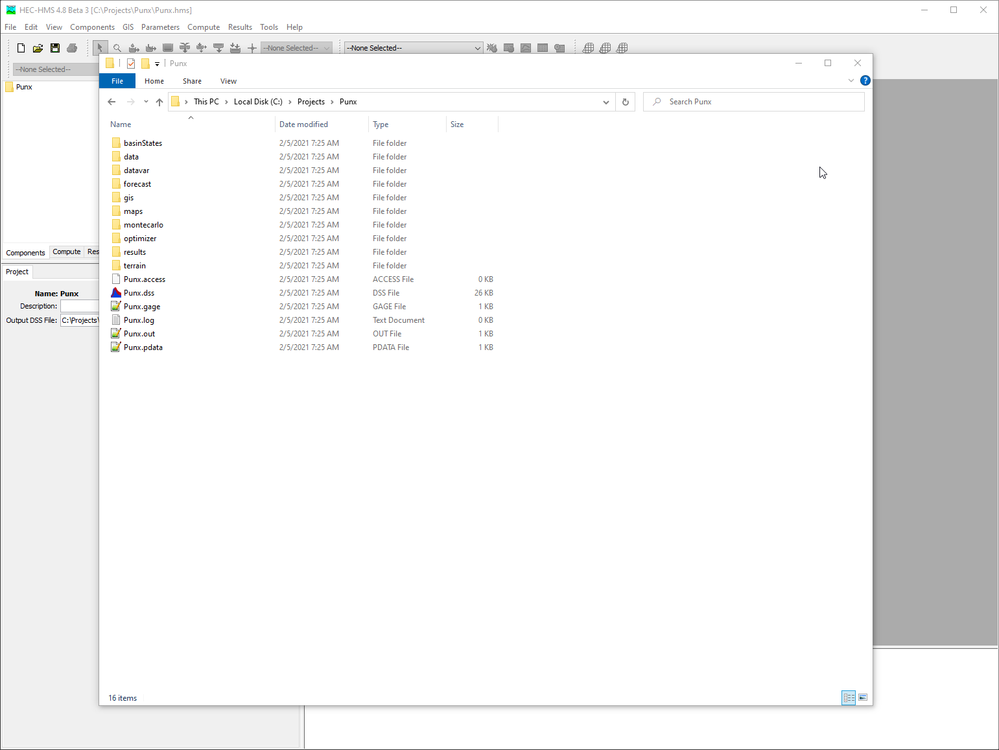 HEC-HMS 4.8 Beta 3 [C:\Projects\Punx\Punx.hms]
File Edit View Components GIS Parameters Compute Results Tools Help
--None Selected-- --None Selected--
--None Selected--
Punx
Components Compute Res
Project
Name: Punx
Description:
Output DSS File: C:\Projects\
Punx
File Home Share View
?
This PC Local Disk (C:) Projects Punx
Search Punx
Name Date modified Type Size
basinStates 2/5/2021 7:25 AM File folder
data 2/5/2021 7:25 AM File folder
datavar 2/5/2021 7:25 AM File folder
forecast 2/5/2021 7:25 AM File folder
gis 2/5/2021 7:25 AM File folder
maps 2/5/2021 7:25 AM File folder
montecarlo 2/5/2021 7:25 AM File folder
optimizer 2/5/2021 7:25 AM File folder
results 2/5/2021 7:25 AM File folder
terrain 2/5/2021 7:25 AM File folder
Punx.access 2/5/2021 7:25 AM ACCESS File 0 KB
Punx.dss 2/5/2021 7:25 AM DSS File 26 KB
Punx.gage 2/5/2021 7:25 AM GAGE File 1 KB
Punx.log 2/5/2021 7:25 AM Text Document 0 KB
Punx.out 2/5/2021 7:25 AM OUT File 1 KB
Punx.pdata 2/5/2021 7:25 AM PDATA File 1 KB
16 items